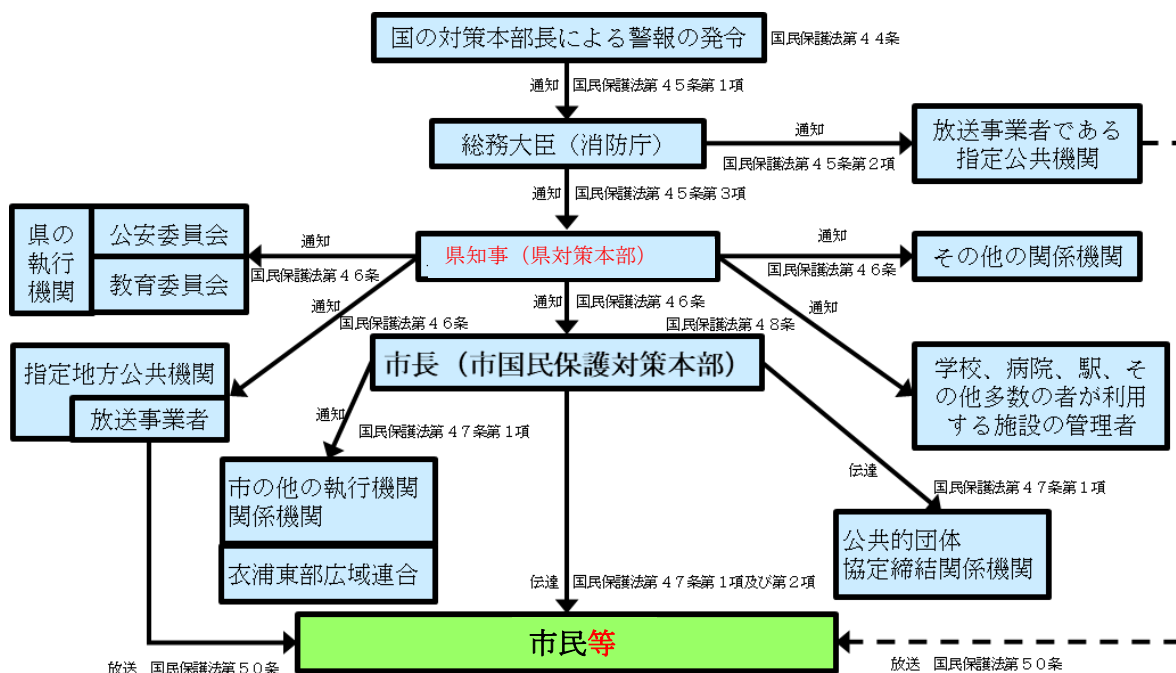 国の対策本部長による警報の発令
国民保護法第４４条
通知 国民保護法第４５条第１項
総務大臣（消防庁）
通知
国民保護法第４５条第２項
放送事業者である
指定公共機関
通知 国民保護法第４５条第３項
県の
執行
機関
公安委員会
教育委員会
通知
国民保護法第４６条
県知事（県対策本部）
通知
国民保護法第４６条
その他の関係機関
通知
国民保護法第４６条
通知 国民保護法第４６条
通知
国民保護法第４８条
指定地方公共機関
放送事業者
市長（市国民保護対策本部）
学校、病院、駅、そ
の他多数の者が利用
する施設の管理者
通知
国民保護法第４７条第１項
市の他の執行機関
関係機関
衣浦東部広域連合
伝達
国民保護法第４７条第１項
公共的団体
協定締結関係機関
伝達 国民保護法第４７条第１項及び第２項
市民等
放送 国民保護法第５０条
放送 国民保護法第５０条